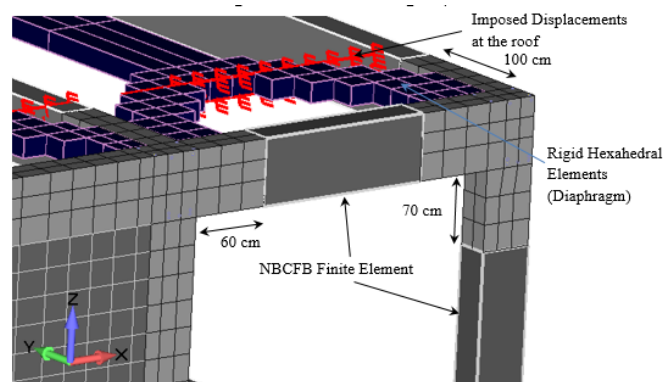 Imposed Displacements
at the roof
100 cm
Rigid Hexahedral
Elements
(Diaphragm)
70 cm
60 cm
NBCFB Finite Element
Z
Y
X